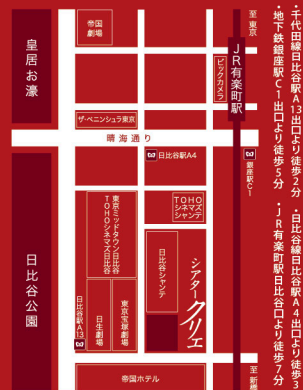 ・千代田線日比谷駅A13出口より徒歩2分
・日比谷線日比谷駅A4出口より徒歩
・地下鉄銀座駅C1出口より徒歩5分
・JR有楽町駅日比谷口より徒歩7分
至 東京
JR有楽町駅
ビックカメラ
帝国
劇場
皇居お濠
ザ・ペニンシュラ東京
晴海通り
日比谷駅A4
銀座駅C1
TOHO
シネマズ
シャンテ
東京ミッドタウン日比谷
TOHOシネマズ日比谷
シアタークリエ
日比谷シャンテ
日比谷公園
東京宝塚劇場
日生劇場
日比谷駅A13
帝国ホテル
至 新橋